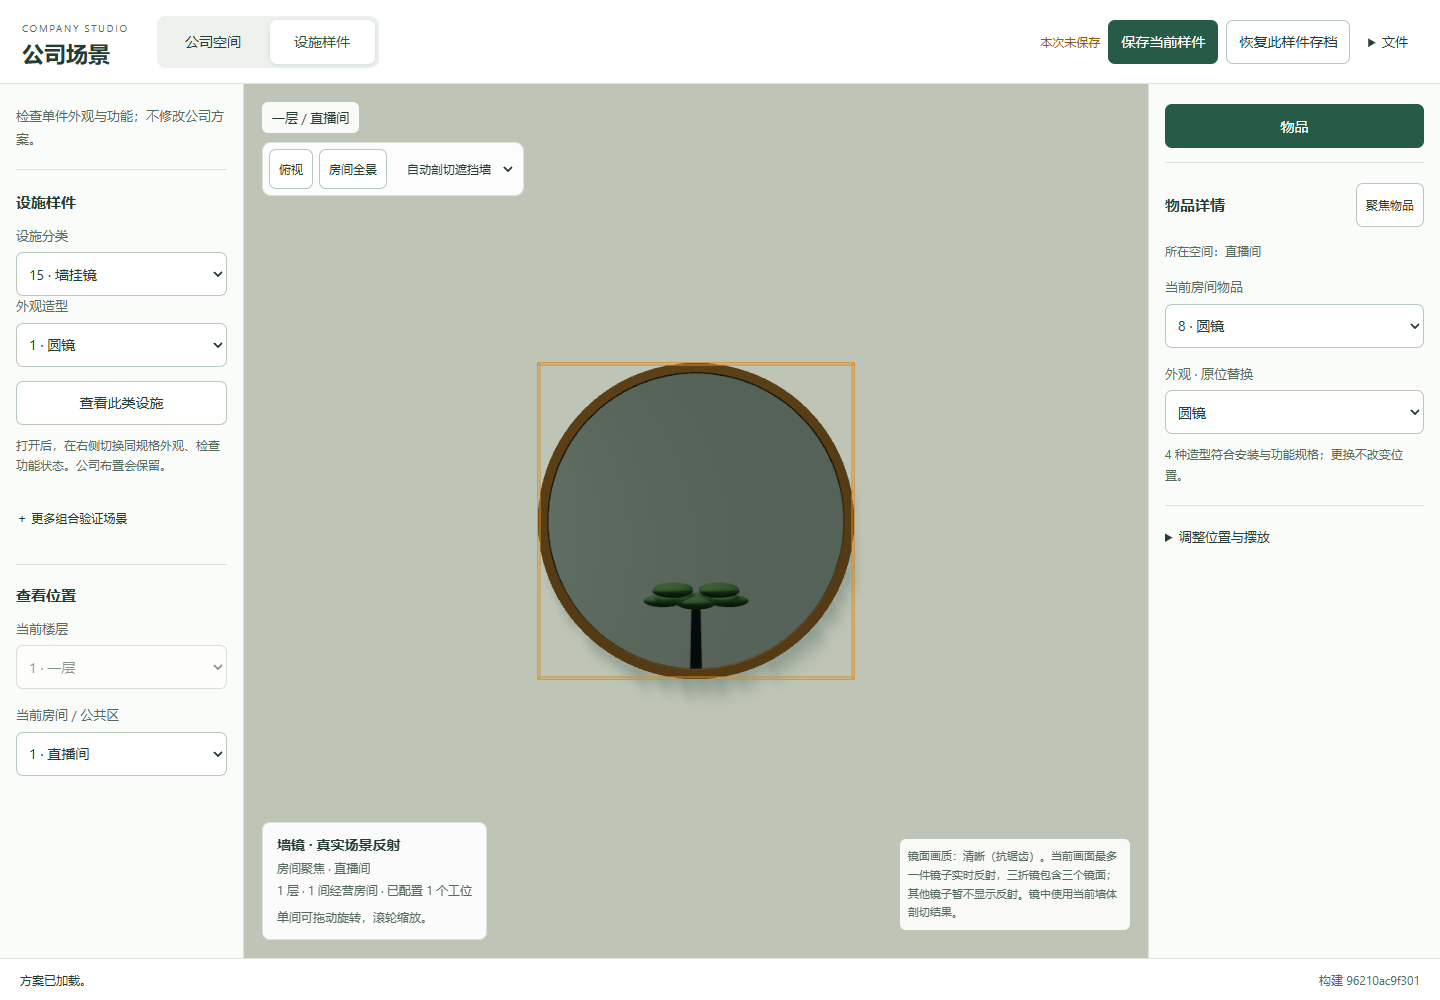 COMPANY STUDIO
公司场景
公司空间
设施样件
本次未保存
保存当前样件
恢复此样件存档
▶ 文件
检查单件外观与功能；不修改公司方
案。
设施样件
设施分类
15 · 墙挂镜
外观造型
1 · 圆镜
查看此类设施
打开后，在右侧切换同规格外观、检查
功能状态。公司布置会保留。
+ 更多组合验证场景
查看位置
当前楼层
1 · 一层
当前房间 / 公共区
1 · 直播间
一层 / 直播间
俯视
房间全景
自动剖切遮挡墙
墙镜 · 真实场景反射
房间聚焦 · 直播间
1 层 · 1 间经营房间 · 已配置 1 个工位
单间可拖动旋转，滚轮缩放。
镜面画质：清晰（抗锯齿）。当前画面最多
一件镜子实时反射，三折镜包含三个镜面；
其他镜子暂不显示反射。镜中使用当前墙体
剖切结果。
物品
物品详情
聚焦物品
所在空间：直播间
当前房间物品
8 · 圆镜
外观 · 原位替换
圆镜
4 种造型符合安装与功能规格；更换不改变位
置。
▶ 调整位置与摆放
方案已加载。
构建 96210ac9f301